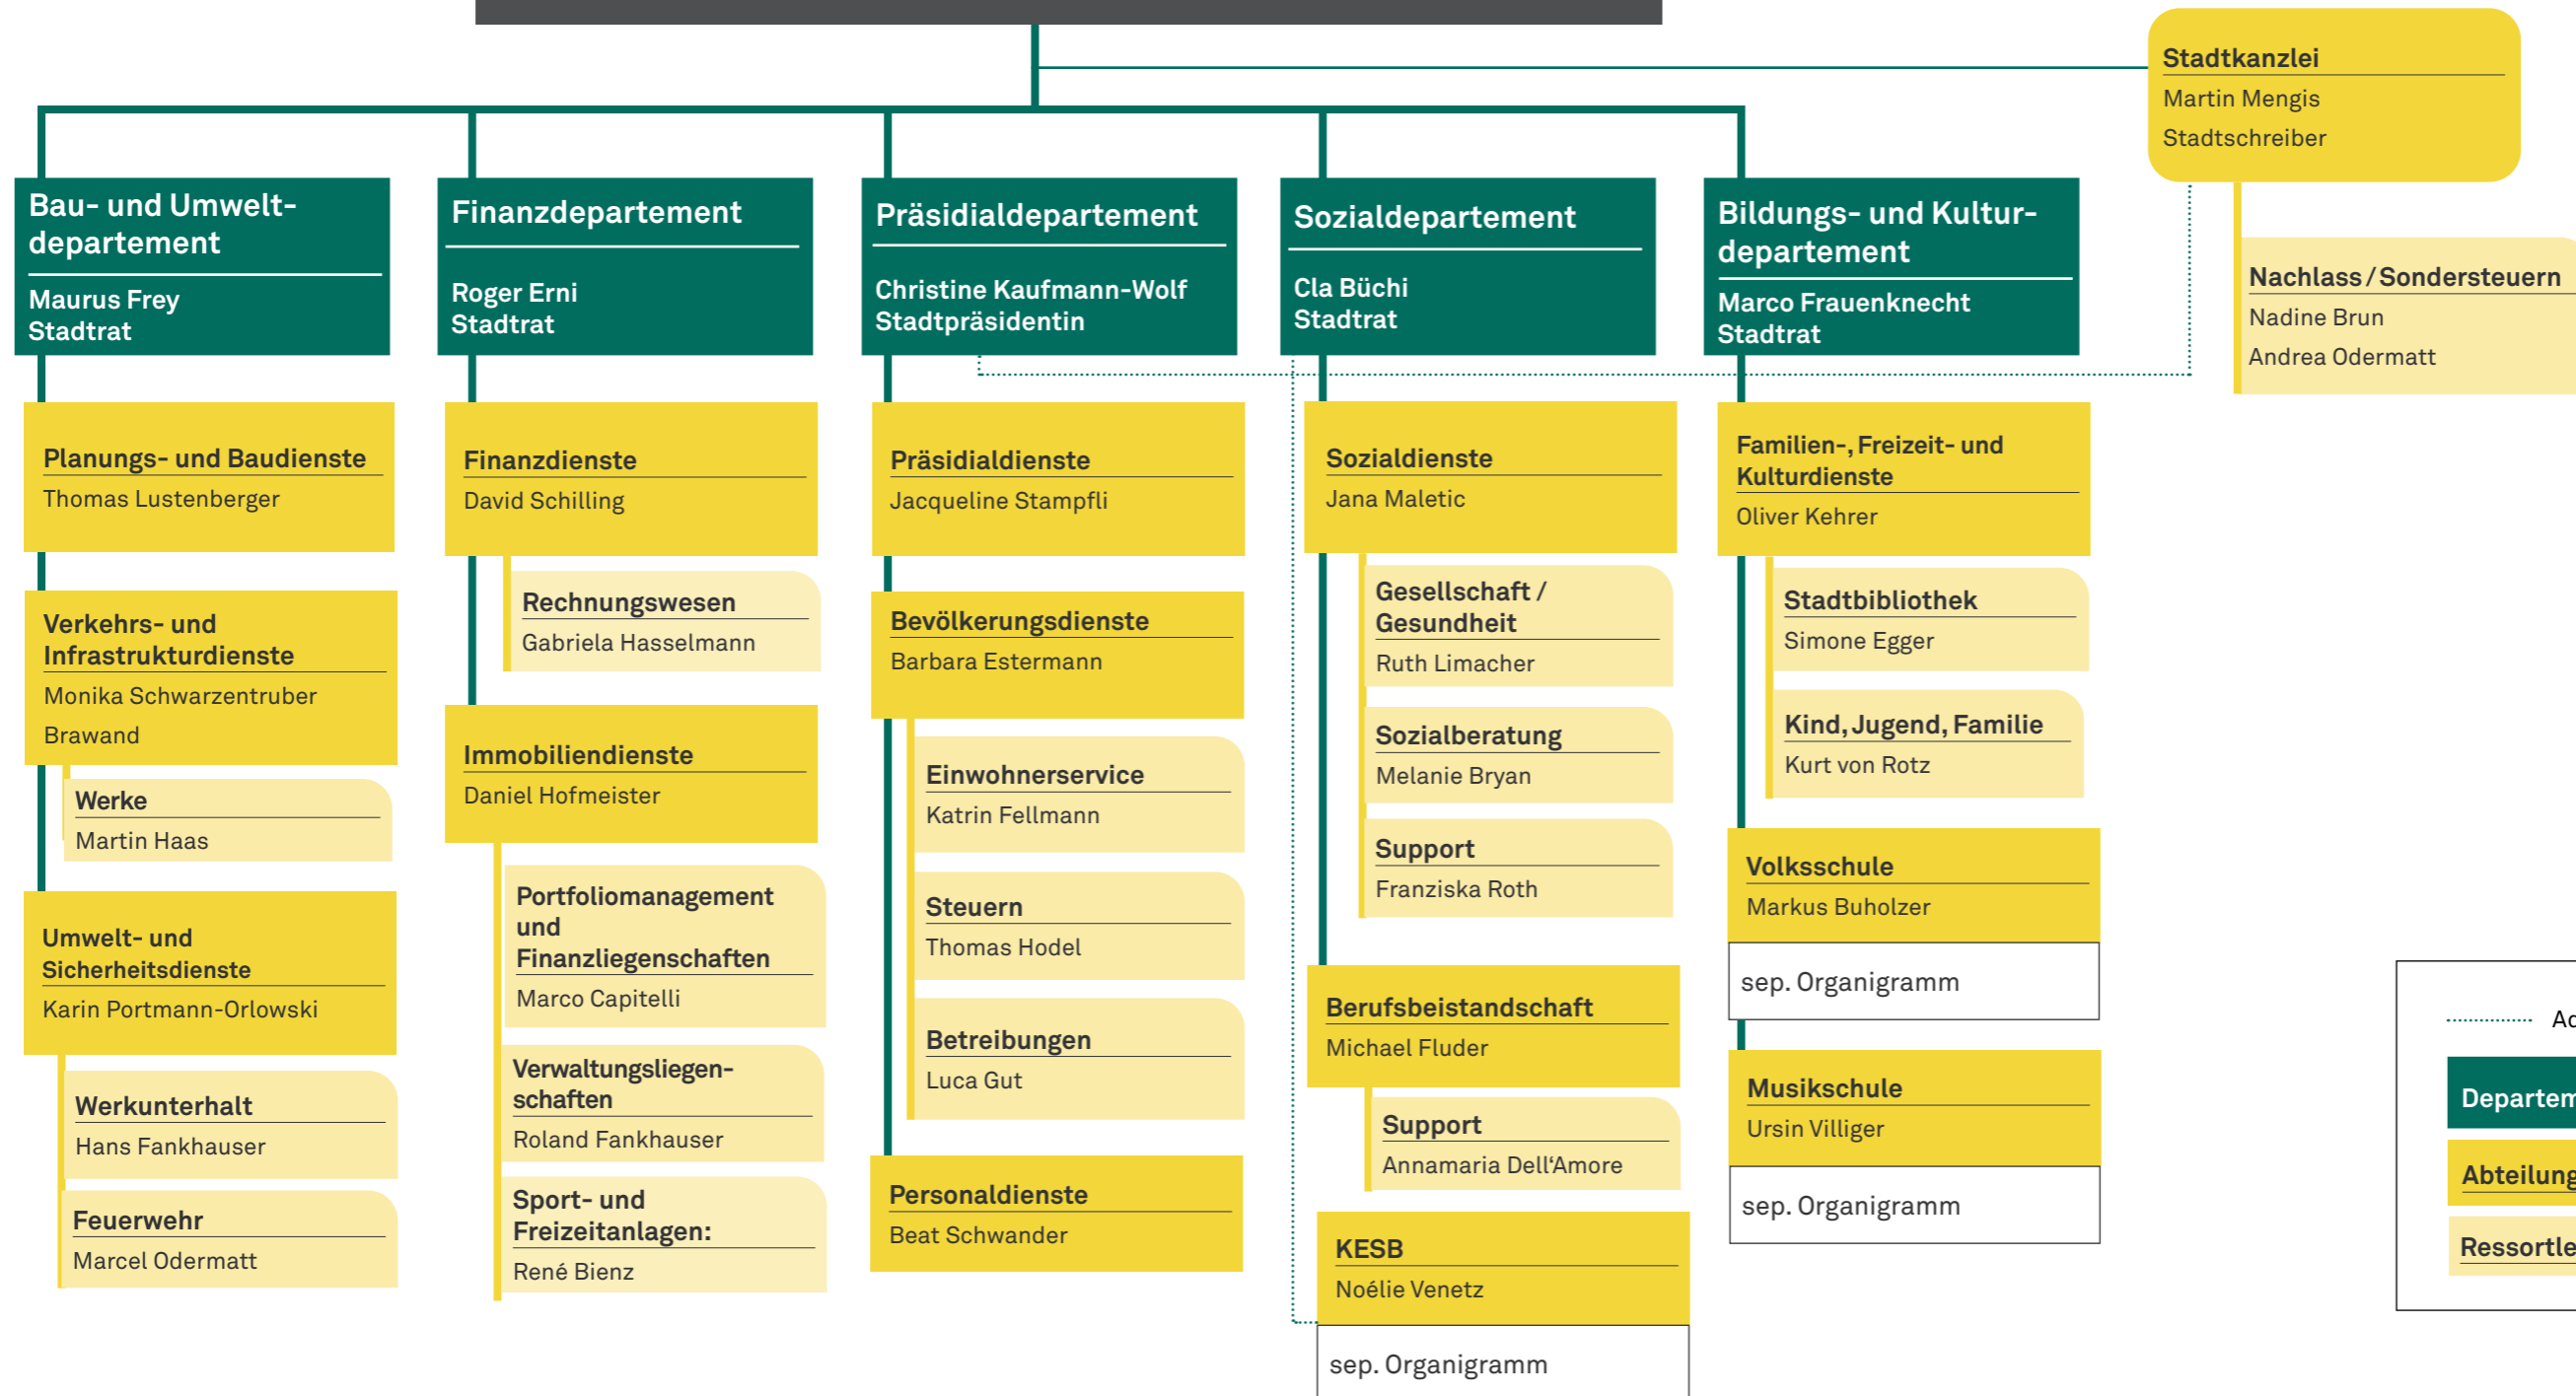 Stadtkanzlei
Martin Mengis
Stadtschreiber
Nachlass / Sondersteuern
Nadine Brun
Andrea Odermatt
Bau- und Umwelt-
departement
Maurus Frey
Stadtrat
Planungs- und Baudienste
Thomas Lustenberger
Verkehrs- und
Infrastrukturdienste
Monika Schwarzentruber
Brawand
Werke
Martin Haas
Umwelt- und
Sicherheitsdienste
Karin Portmann-Orlowski
Werkunterhalt
Hans Fankhauser
Feuerwehr
Marcel Odermatt
Finanzdepartement
Roger Erni
Stadtrat
Finanzdienste
David Schilling
Rechnungswesen
Gabriela Hasselmann
Immobiliendienste
Daniel Hofmeister
Portfoliomanagement
und
Finanzliegenschaften
Marco Capitelli
Verwaltungsliegen-
schaften
Roland Fankhauser
Sport- und
Freizeitanlagen:
René Bienz
Präsidialdepartement
Christine Kaufmann-Wolf
Stadtpräsidentin
Präsidialdienste
Jacqueline Stampfli
Bevölkerungsdienste
Barbara Estermann
Einwohnerservice
Katrin Fellmann
Steuern
Thomas Hodel
Betreibungen
Luca Gut
Personaldienste
Beat Schwander
Sozialdepartement
Cla Büchi
Stadtrat
Sozialdienste
Jana Maletic
Gesellschaft /
Gesundheit
Ruth Limacher
Sozialberatung
Melanie Bryan
Support
Franziska Roth
Berufsbeistandschaft
Michael Fluder
Support
Annamaria Dell‘Amore
KESB
Noélie Venetz
sep. Organigramm
Bildungs- und Kultur-
departement
Marco Frauenknecht
Stadtrat
Familien-, Freizeit- und
Kulturdienste
Oliver Kehrer
Stadtbibliothek
Simone Egger
Kind, Jugend, Familie
Kurt von Rotz
Volksschule
Markus Buholzer
sep. Organigramm
Musikschule
Ursin Villiger
sep. Organigramm
Abteilung